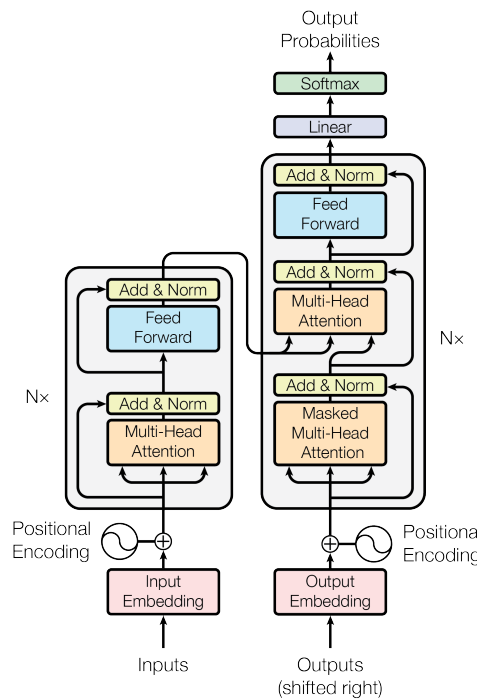 Output
Probabilities
Softmax
Linear
Add & Norm
Feed
Forward
Add & Norm
Multi-Head
Attention
Add & Norm
Masked
Multi-Head
Attention
N×
Add & Norm
Feed
Forward
Add & Norm
Multi-Head
Attention
N×
Positional
Encoding
Positional
Encoding
Input
Embedding
Output
Embedding
Inputs
Outputs
(shifted right)